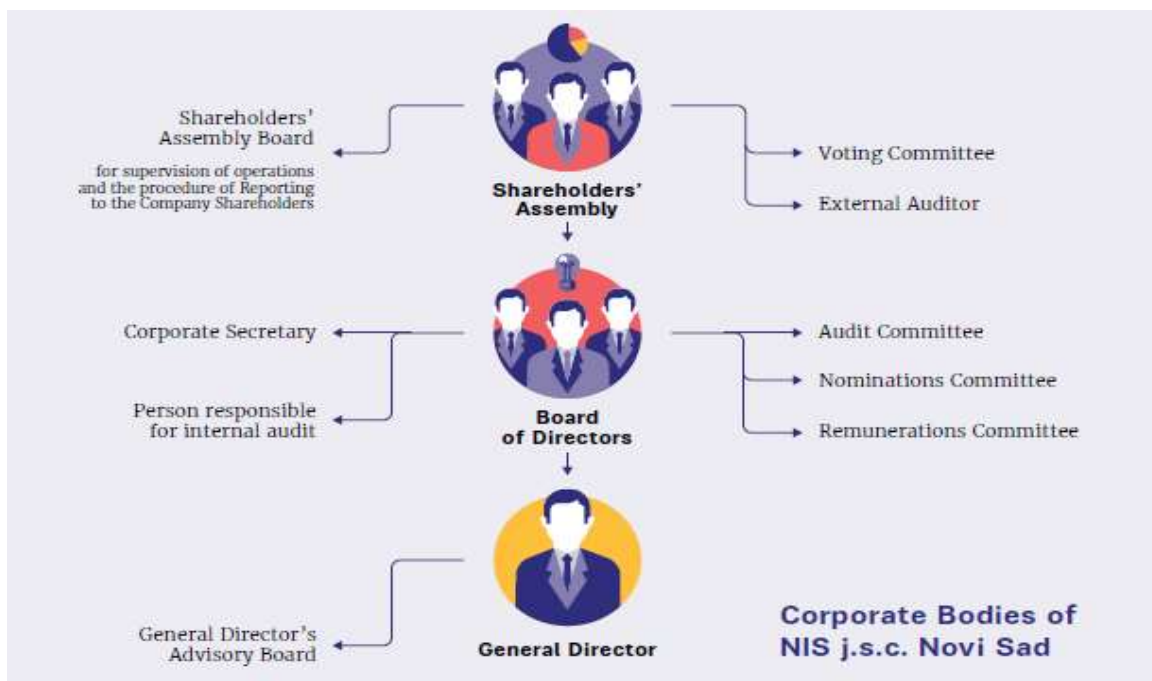 Shareholders'
Assembly Board
for supervision of operations
and the procedure of Reporting
to the Company Shareholders
Shareholders'
Assembly
Voting Committee
External Auditor
Corporate Secretary
Person responsible
for internal audit
Board
of Directors
Audit Committee
Nominations Committee
Remunerations Committee
General Director's
Advisory Board
General Director
Corporate Bodies of
NIS j.s.c. Novi Sad